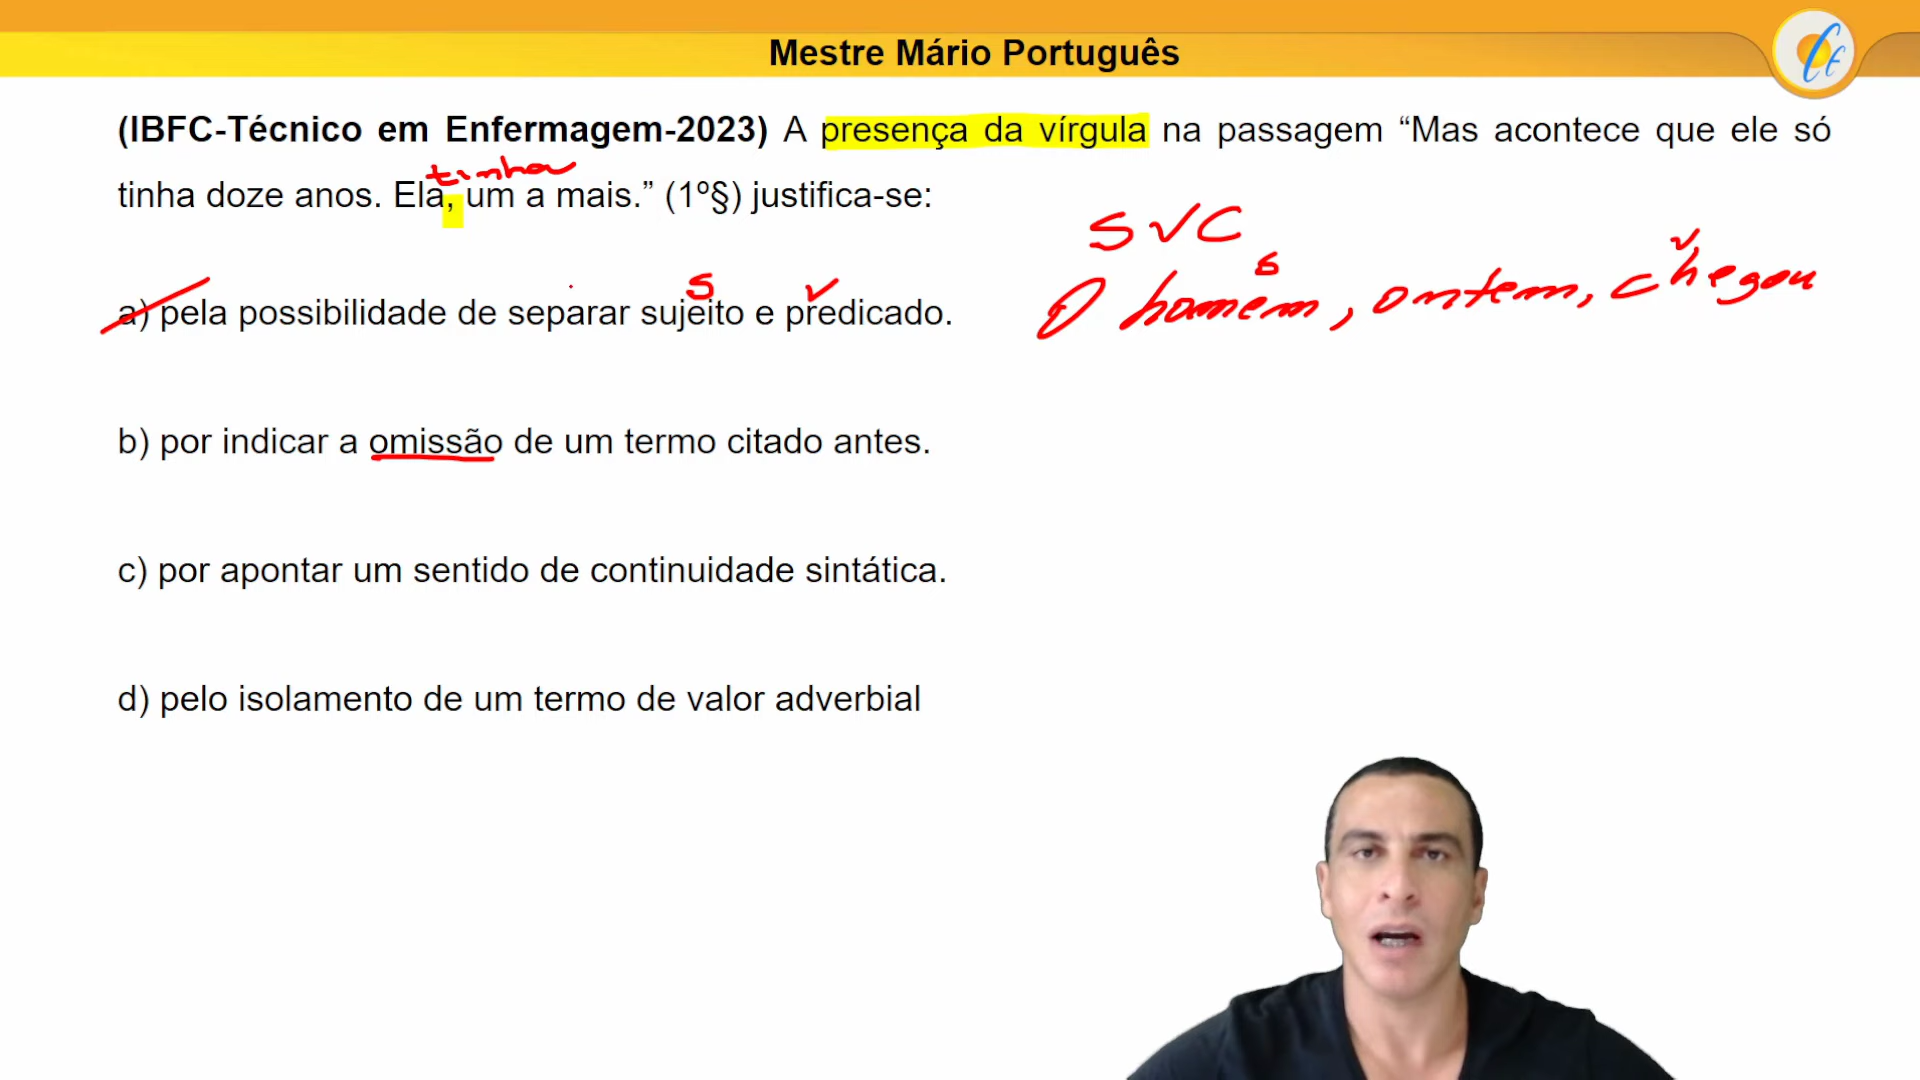 Mestre Mário Português
(IBFC-Técnico em Enfermagem-2023) A presença da vírgula na passagem “Mas acontece que ele só
tinha
tinha doze anos. Ela, um a mais.” (1º§) justifica-se:
S V C
S V
O homem, ontem, chegou
S V
a) pela possibilidade de separar sujeito e predicado.
b) por indicar a omissão de um termo citado antes.
c) por apontar um sentido de continuidade sintática.
d) pelo isolamento de um termo de valor adverbial